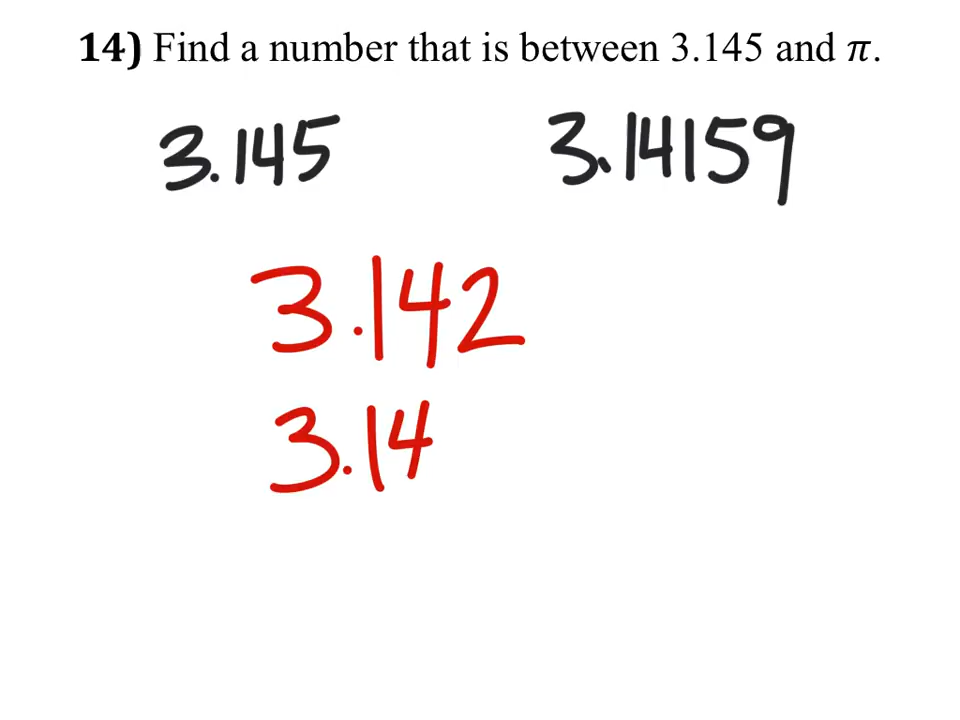 14) Find a number that is between 3.145 and π.
3.145 3.14159
3.142
3.14